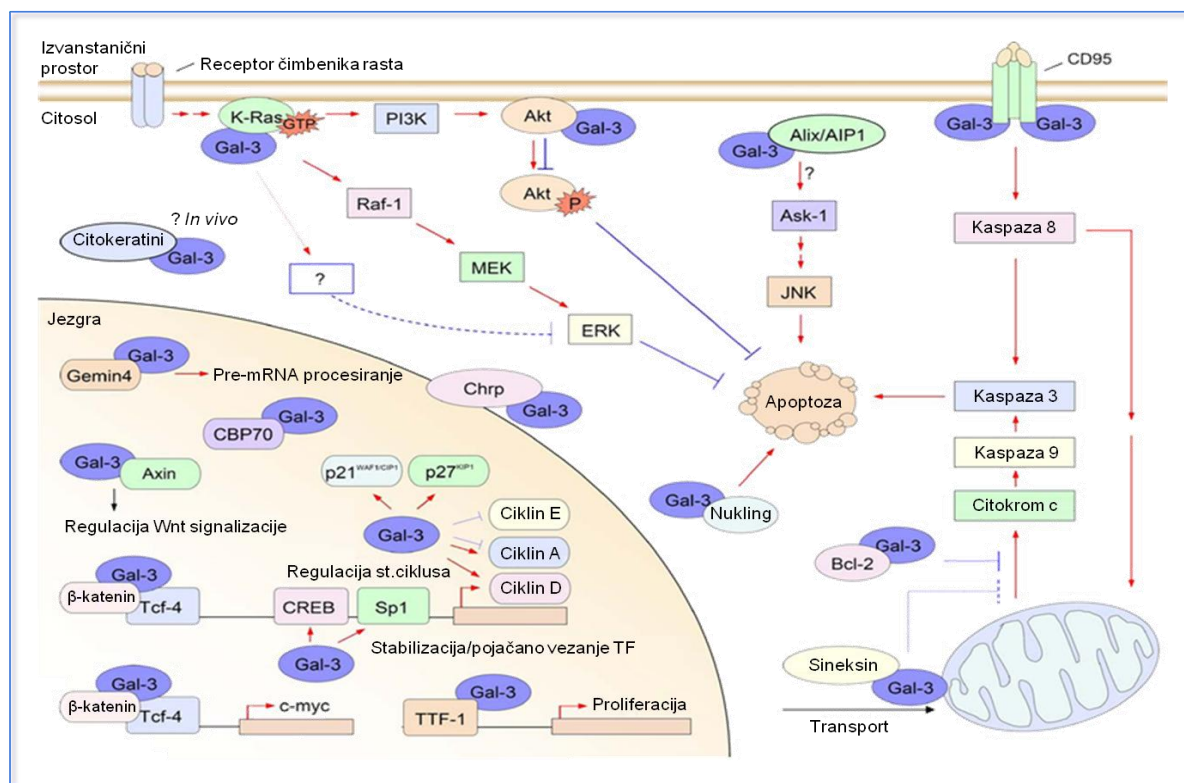 Izvanstanični
prostor
Receptor čimbenika rasta
CD95
Citosol
K-Ras
GTP
Gal-3
PI3K
Akt
Gal-3
Akt
P
Gal-3
Alix/AIP1
?
Ask-1
JNK
Gal-3
Gal-3
Kaspaza 8
Raf-1
MEK
ERK
? In vivo
Citokeratini
Gal-3
?
Jezgra
Gal-3
Gemin4
Pre-mRNA procesiranje
Chrp
Gal-3
Apoptoza
Kaspaza 3
Kaspaza 9
Citokrom c
Gal-3
CBP70
Gal-3
Axin
Regulacija Wnt signalizacije
p21WAF1/CIP1
p27KIP1
Gal-3
Ciklin E
Ciklin A
Ciklin D
Regulacija st.ciklusa
Gal-3
Nukling
Gal-3
Bcl-2
Gal-3
β-katenin
Tcf-4
CREB
Sp1
Gal-3
Stabilizacija/pojačano vezanje TF
Sineksin
Gal-3
Transport
Gal-3
β-katenin
Tcf-4
c-myc
Gal-3
TTF-1
Proliferacija